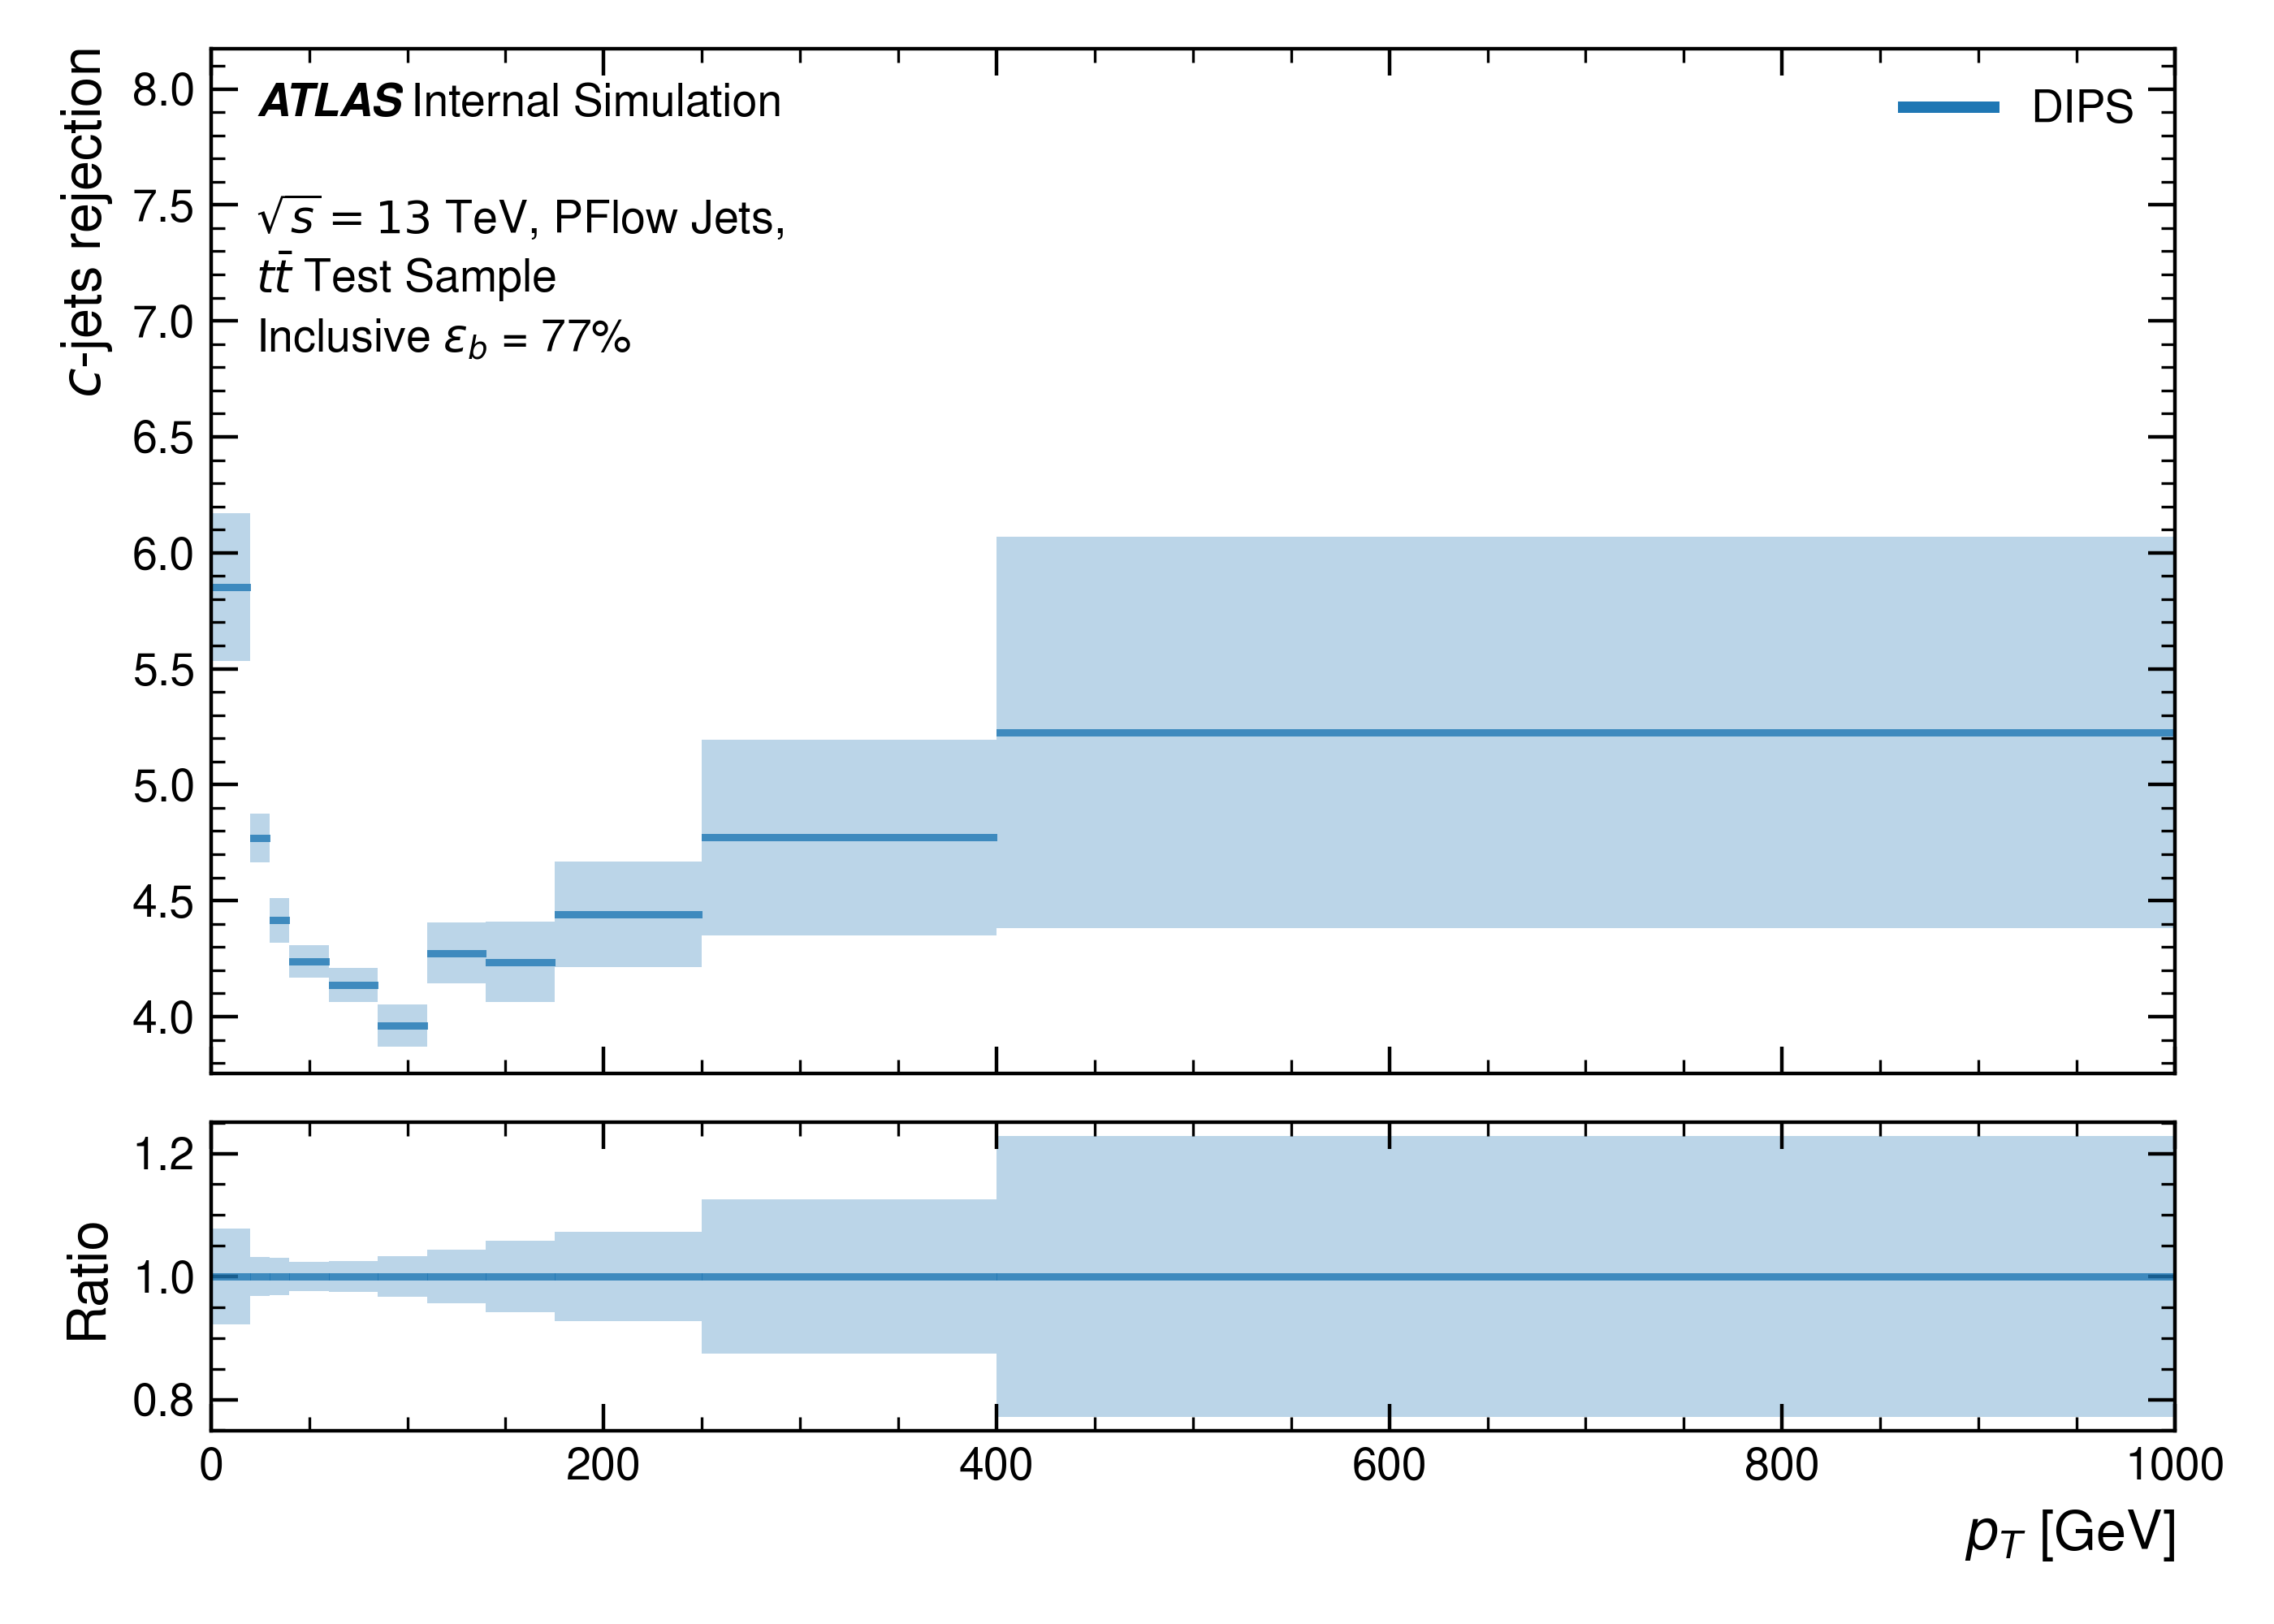 ATLAS Internal Simulation
DIPS
√s = 13 TeV, PFlow Jets,
tt̄ Test Sample
Inclusive ε_b = 77%
c-jets rejection
8.0
7.5
7.0
6.5
6.0
5.5
5.0
4.5
4.0
Ratio
1.2
1.0
0.8
0 200 400 600 800 1000
p_T [GeV]